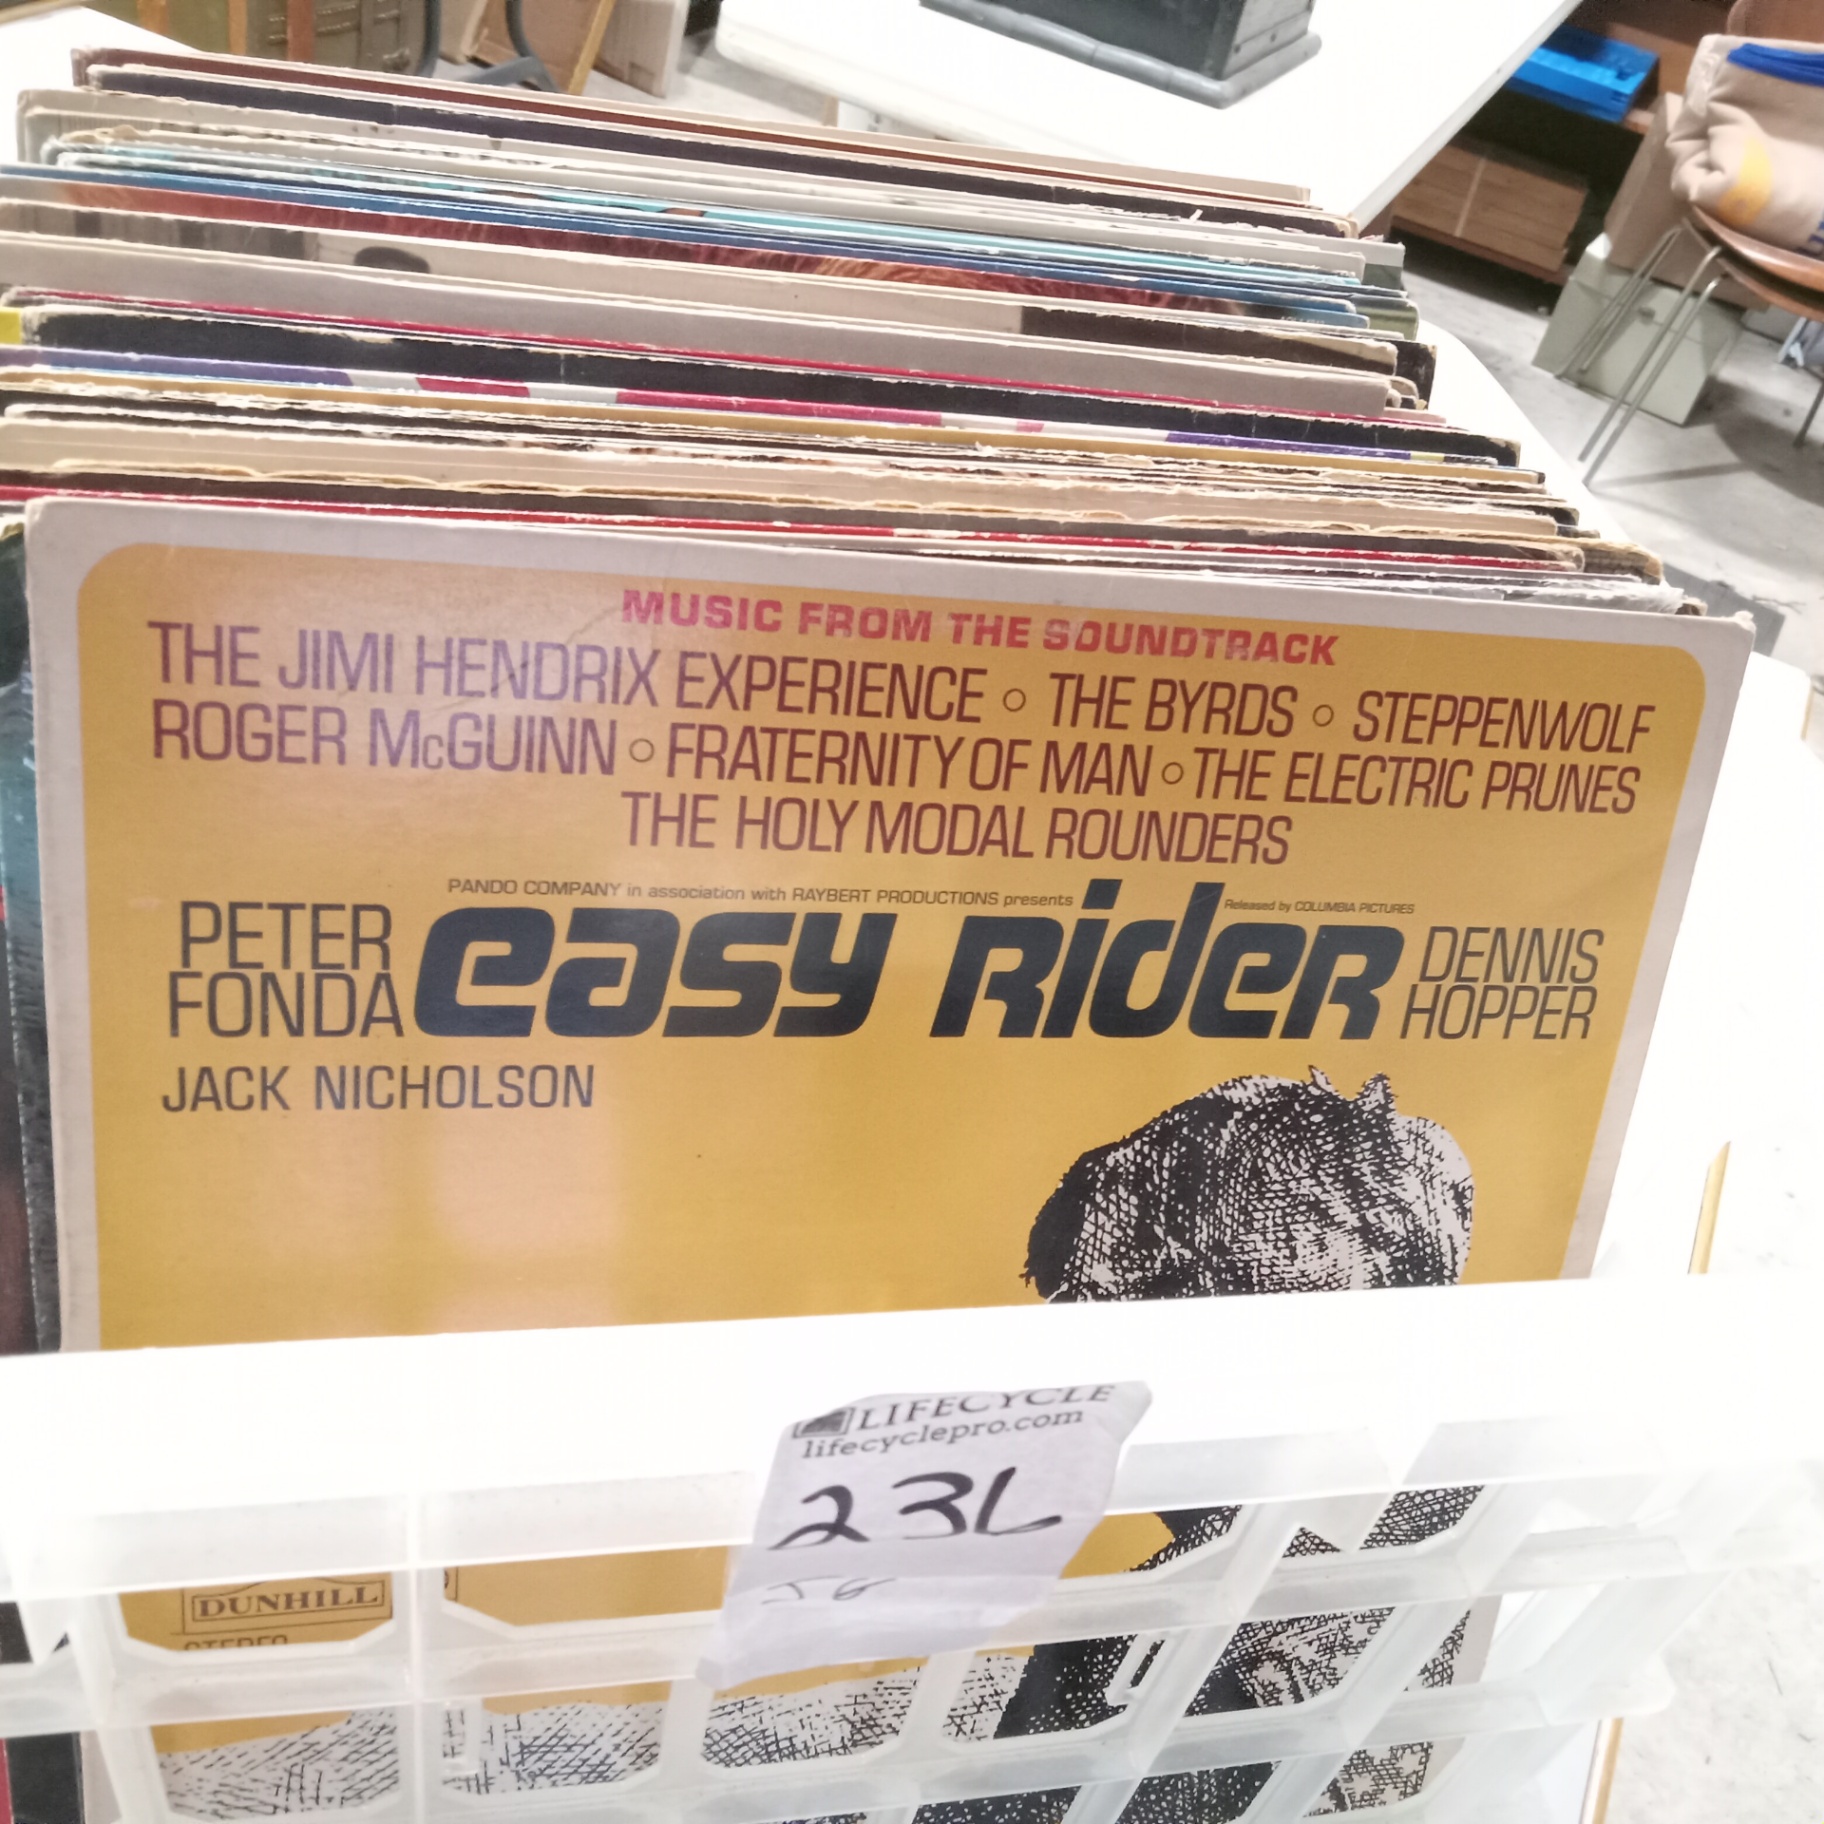 MUSIC FROM THE SOUNDTRACK
THE JIMI HENDRIX EXPERIENCE ○ THE BYRDS ○ STEPPENWOLF
ROGER McGUINN ○ FRATERNITY OF MAN ○ THE ELECTRIC PRUNES
THE HOLY MODAL ROUNDERS
PANDO COMPANY in association with RAYBERT PRODUCTIONS presents
Released by COLUMBIA PICTURES
PETER FONDA
easy Rider
DENNIS HOPPER
JACK NICHOLSON
LIFECYCLE
lifecyclepro.com
DUNHILL
STEREO